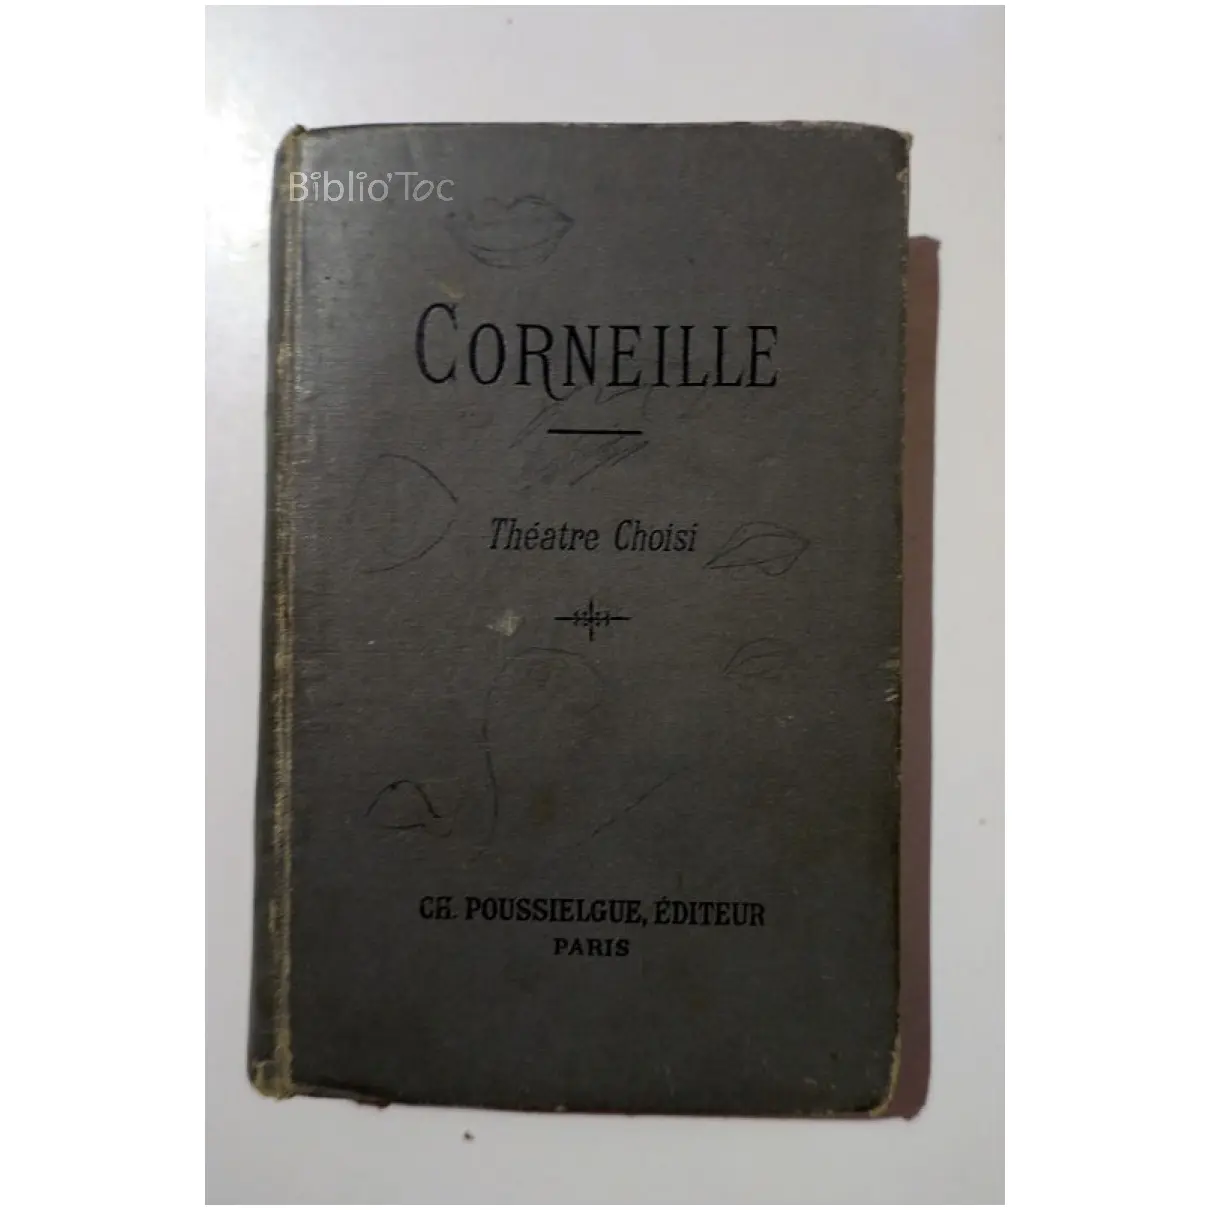 Biblio'Toc
CORNEILLE
Théatre Choisi
CH. POUSSIELGUE, ÉDITEUR
PARIS